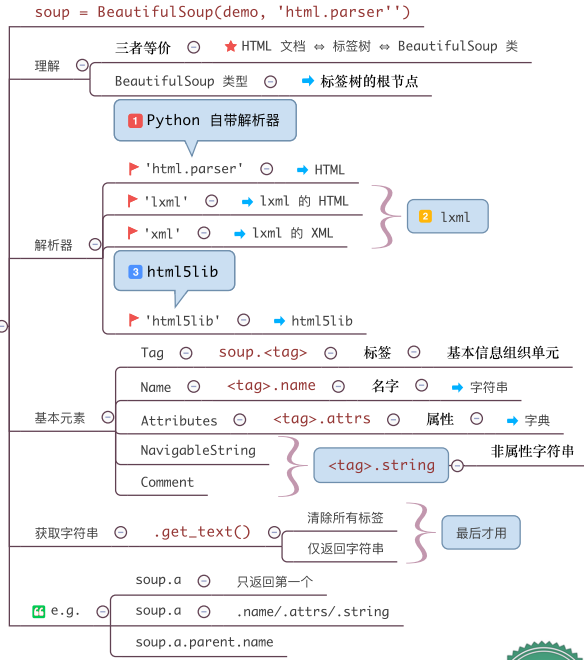 soup = BeautifulSoup(demo, 'html.parser'')
理解
三者等价
HTML 文档 ⇔ 标签树 ⇔ BeautifulSoup 类
BeautifulSoup 类型
标签树的根节点
1 Python 自带解析器
解析器
'html.parser'
HTML
'lxml'
lxml 的 HTML
'xml'
lxml 的 XML
2 lxml
3 html5lib
'html5lib'
html5lib
基本元素
Tag
soup.<tag>
标签
基本信息组织单元
Name
<tag>.name
名字
字符串
Attributes
<tag>.attrs
属性
字典
NavigableString
Comment
<tag>.string
非属性字符串
获取字符串
.get_text()
清除所有标签
仅返回字符串
最后才用
e.g.
soup.a
只返回第一个
soup.a
.name/.attrs/.string
soup.a.parent.name